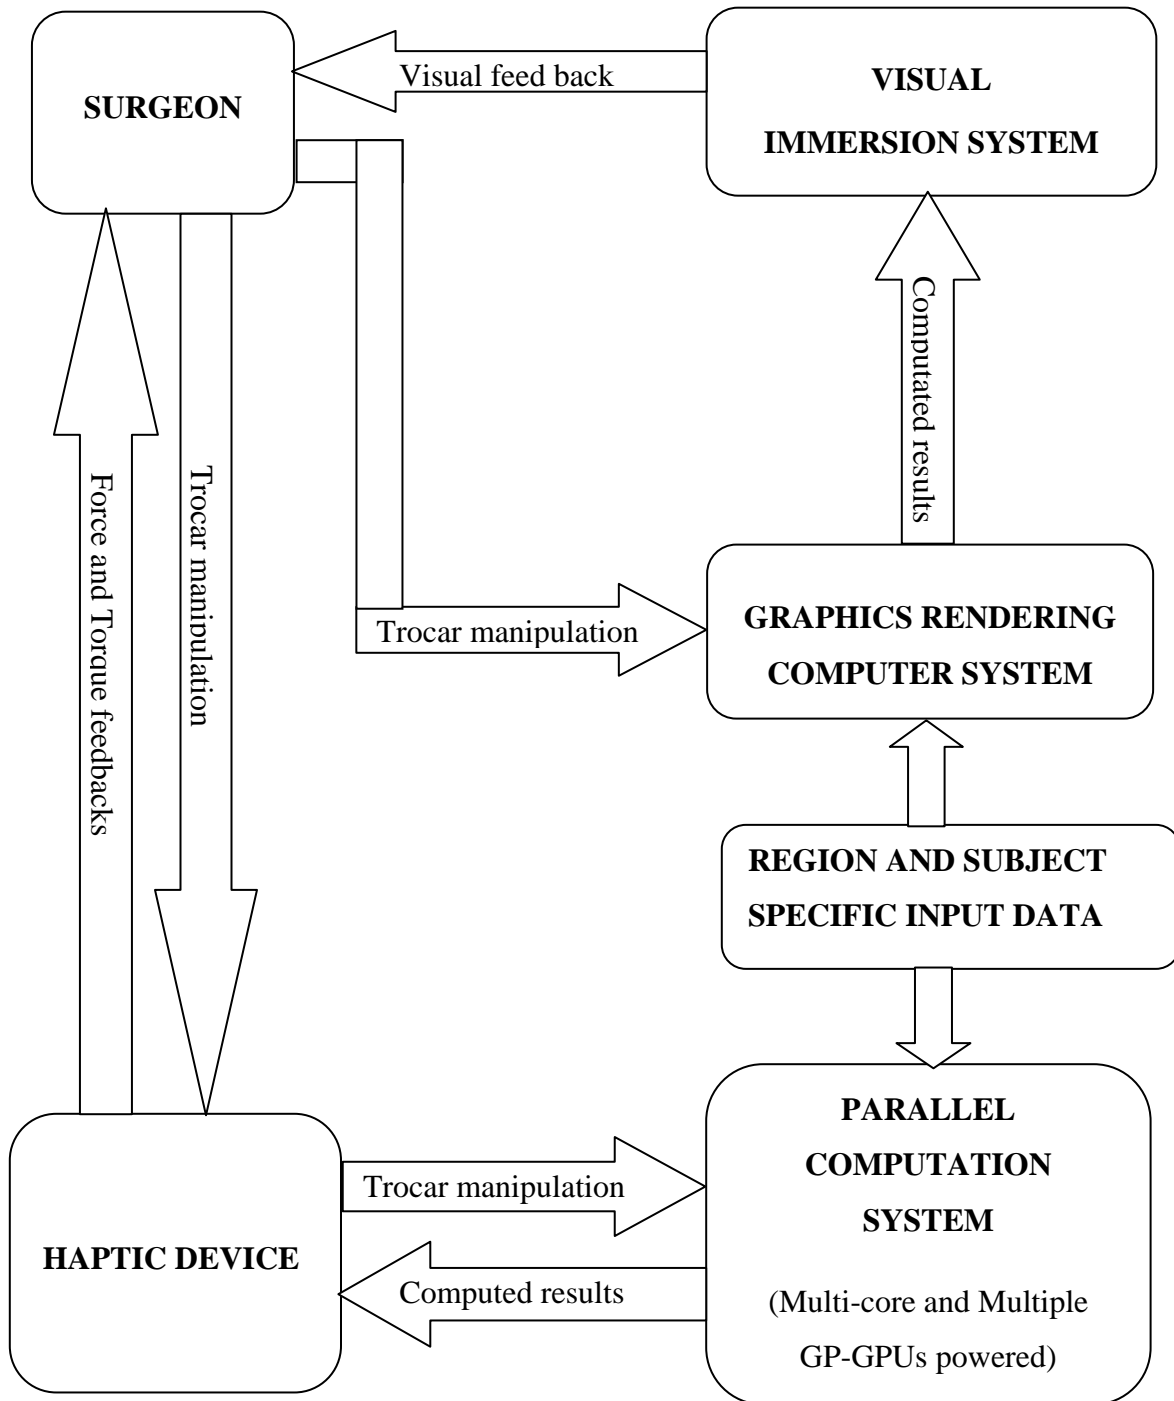 SURGEON
Visual feed back
VISUAL
IMMERSION SYSTEM
Computated results
Force and Torque feedbacks
Trocar manipulation
Trocar manipulation
GRAPHICS RENDERING
COMPUTER SYSTEM
REGION AND SUBJECT
SPECIFIC INPUT DATA
HAPTIC DEVICE
Trocar manipulation
Computed results
PARALLEL
COMPUTATION
SYSTEM
(Multi-core and Multiple
GP-GPUs powered)